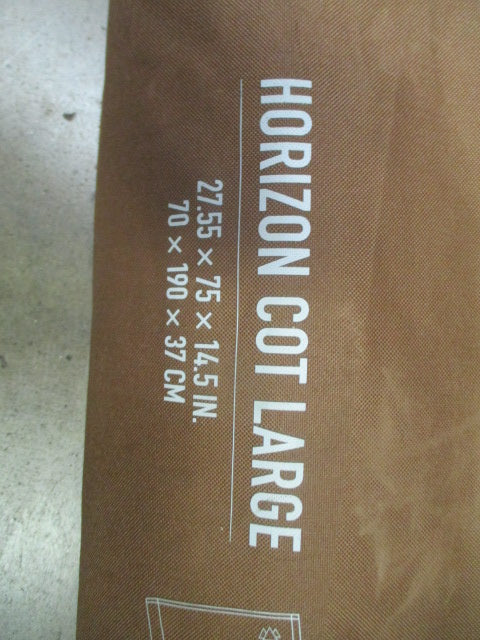 HORIZON COT LARGE
27.55 × 75 × 14.5 IN.
70 × 190 × 37 CM